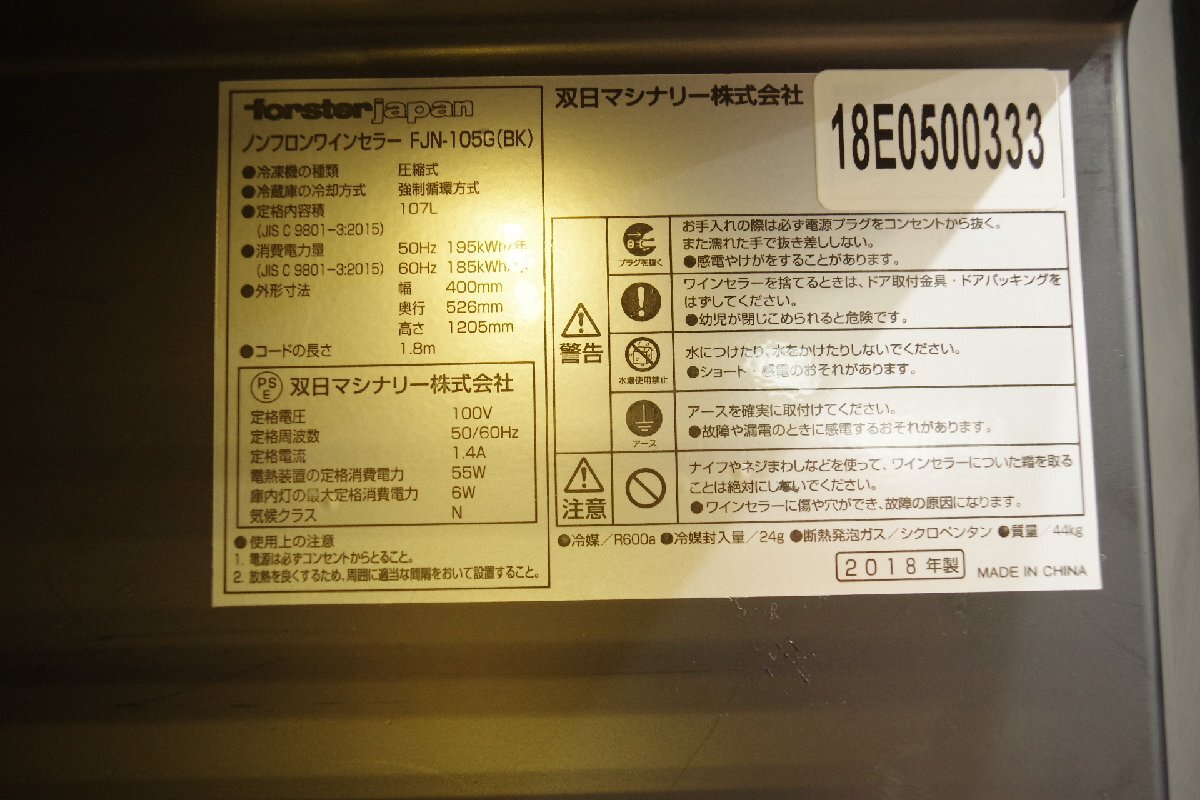 forster japan
ノンフロンワインセラー FJN-105G(BK)
●冷凍機の種類 圧縮式
●冷蔵庫の冷却方式 強制循環方式
●定格内容積 107L
(JIS C 9801-3:2015)
●消費電力量 50Hz 195kWh/年
(JIS C 9801-3:2015) 60Hz 185kWh/年
●外形寸法 幅 400mm
奥行 526mm
高さ 1205mm
●コードの長さ 1.8m
PSE 双日マシナリー株式会社
定格電圧 100V
定格周波数 50/60Hz
定格電流 1.4A
電熱装置の定格消費電力 55W
庫内灯の最大定格消費電力 6W
気候クラス N
●使用上の注意
1. 電源は必ずコンセントからとること。
2. 放熱を良くするため、周囲に適当な間隔をおいて設置すること。
双日マシナリー株式会社
18E0500333
警告
プラグを抜く
お手入れの際は必ず電源プラグをコンセントから抜く。
また濡れた手で抜き差ししない。
●感電やけがをすることがあります。
ワインセラーを捨てるときは、ドア取付金具・ドアパッキングを
はずしてください。
●幼児が閉じこめられると危険です。
水場使用禁止
水につけたり、水をかけたりしないでください。
●ショート・感電のおそれがあります。
アース
アースを確実に取付けてください。
●故障や漏電のときに感電するおそれがあります。
注意
ナイフやネジまわしなどを使って、ワインセラーについた霜を取る
ことは絶対にしないでください。
●ワインセラーに傷や穴ができ、故障の原因になります。
●冷媒/R600a ●冷媒封入量/24g ●断熱発泡ガス/シクロペンタン ●質量/44kg
2018年製 MADE IN CHINA